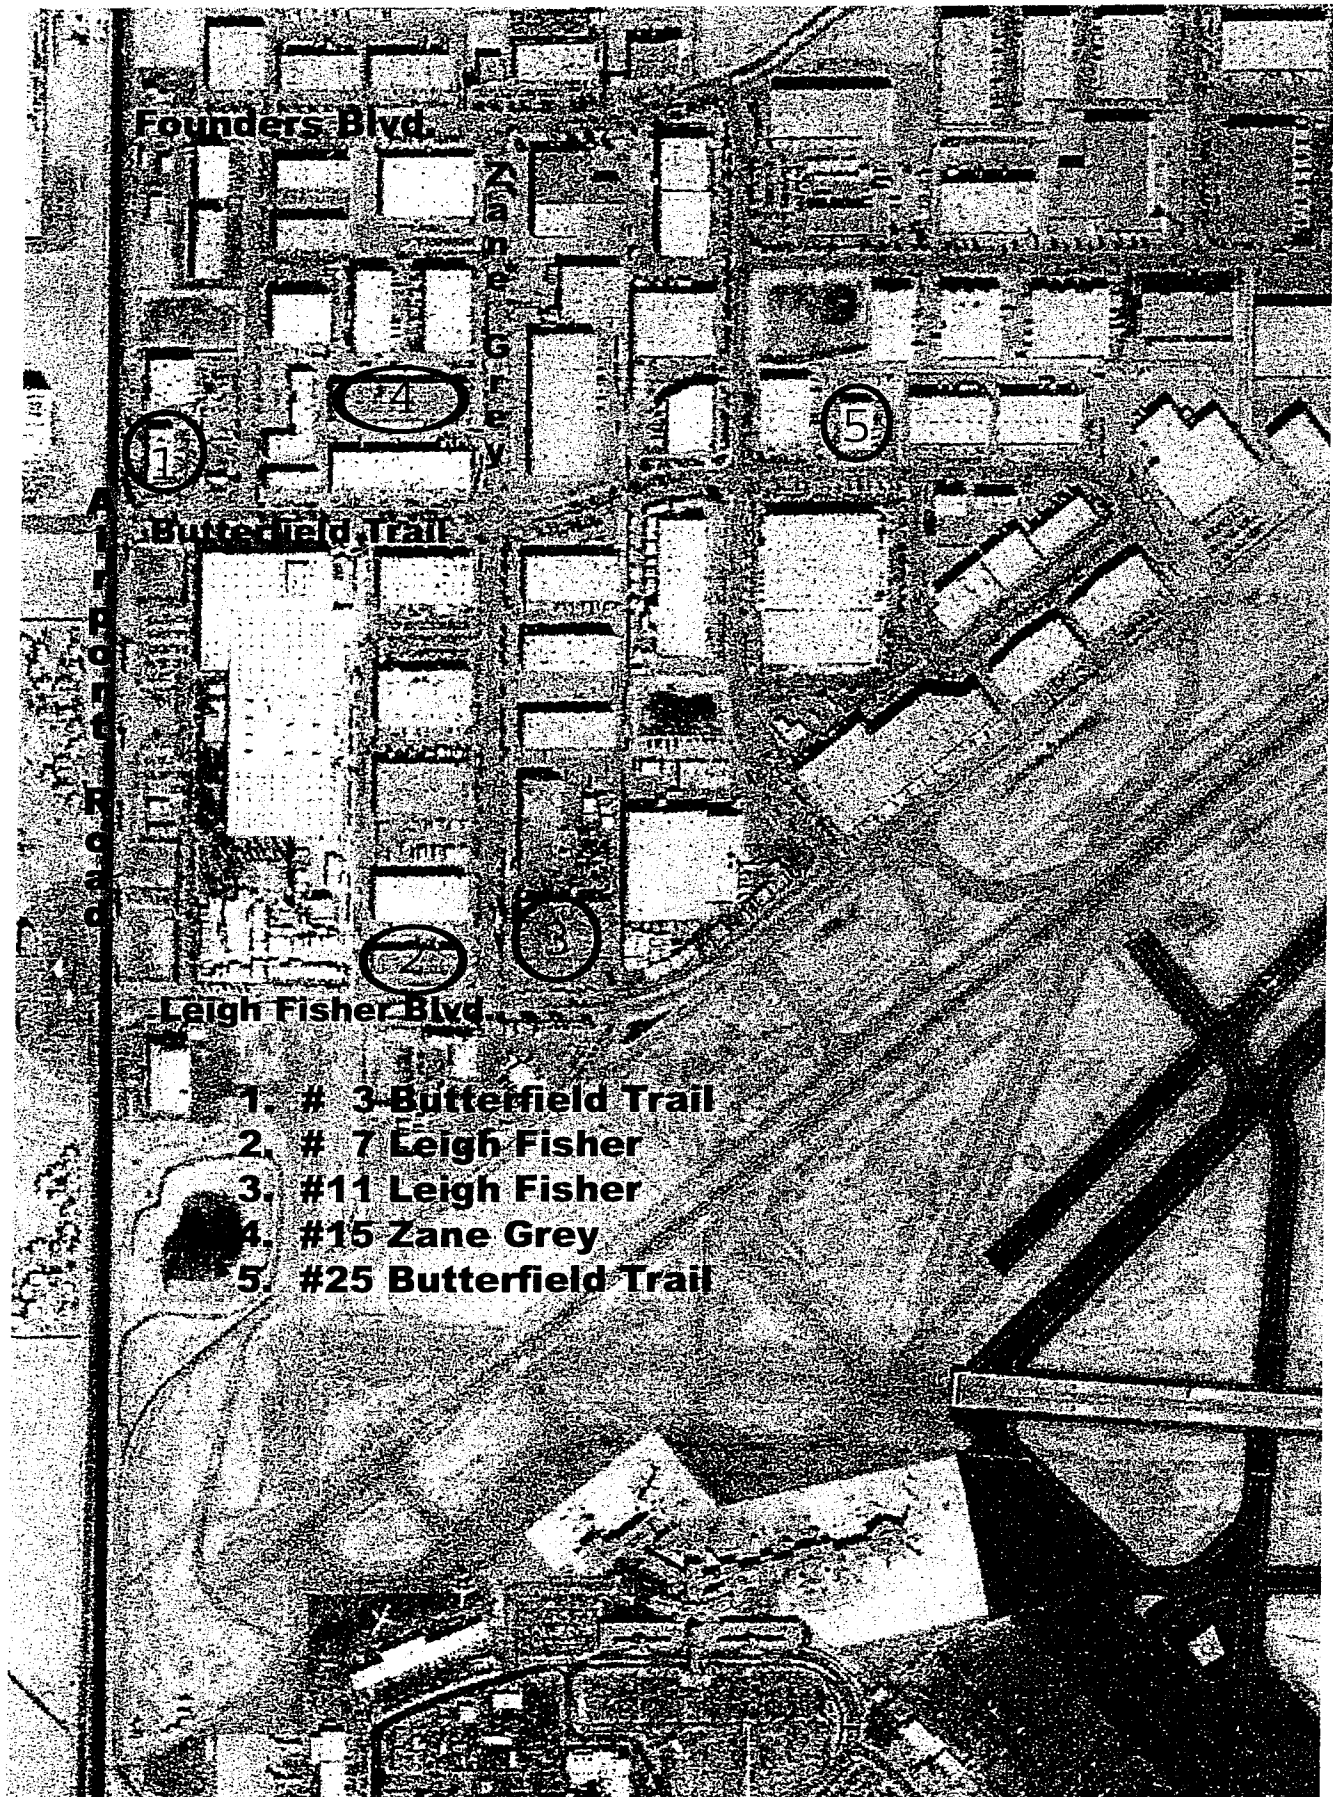 Founders Blvd.
Zane Grey
4
5
1
Airport Road
Butterfield Trail
3
2
Leigh Fisher Blvd.
1. # 3 Butterfield Trail
2. # 7 Leigh Fisher
3. #11 Leigh Fisher
4. #15 Zane Grey
5. #25 Butterfield Trail